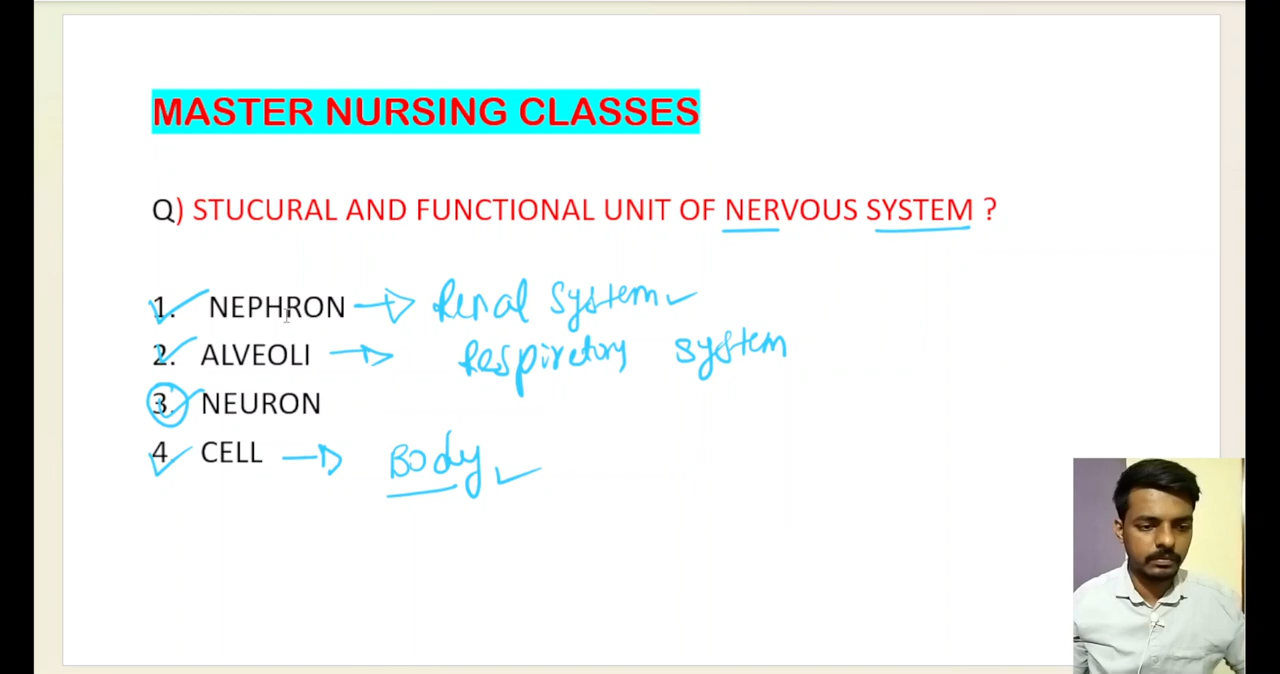 MASTER NURSING CLASSES
Q) STUCURAL AND FUNCTIONAL UNIT OF NERVOUS SYSTEM ?
1. NEPHRON → Renal System
2. ALVEOLI → Respiretory system
3. NEURON
4 CELL → Body